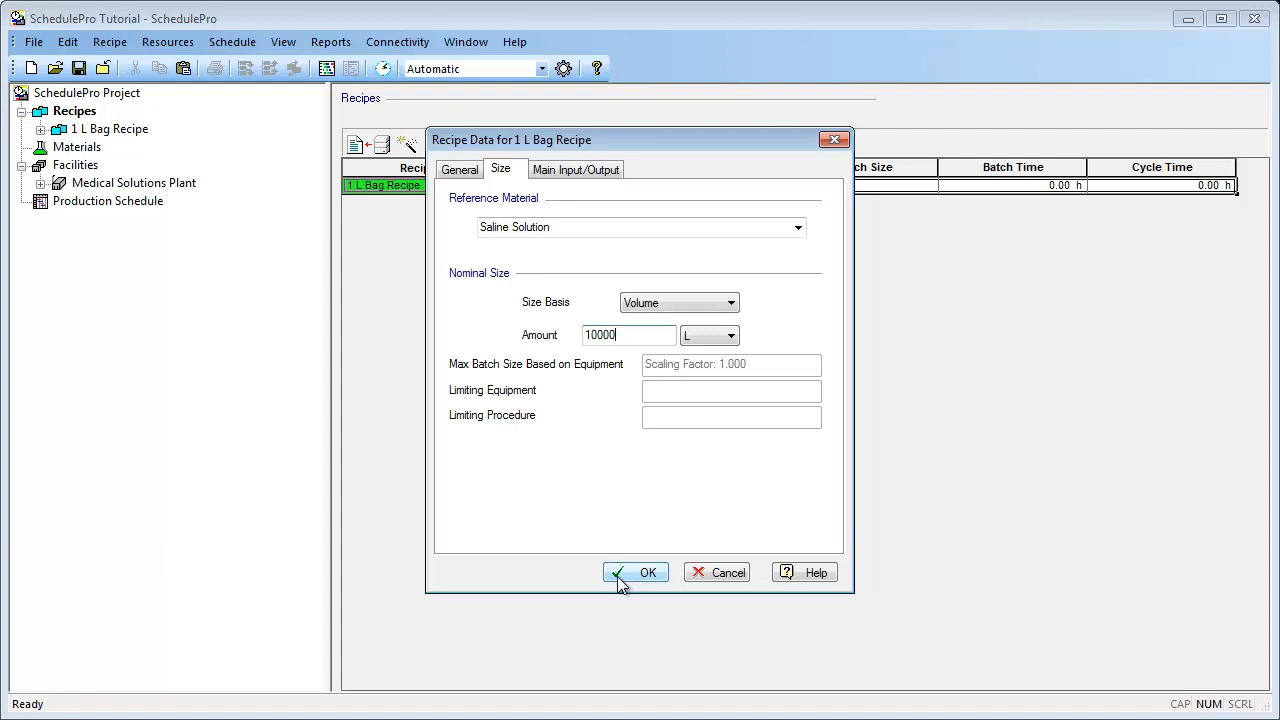 SchedulePro Tutorial - SchedulePro
File Edit Recipe Resources Schedule View Reports Connectivity Window Help
Automatic
SchedulePro Project
Recipes
1 L Bag Recipe
Materials
Facilities
Medical Solutions Plant
Production Schedule
Recipes
Batch Time Cycle Time
1 L Bag Recipe 0.00 h 0.00 h
Recipe Data for 1 L Bag Recipe
General Size Main Input/Output
Reference Material
Saline Solution
Nominal Size
Size Basis Volume
Amount 10000 L
Max Batch Size Based on Equipment Scaling Factor: 1.000
Limiting Equipment
Limiting Procedure
OK Cancel Help
Ready CAP NUM SCRL